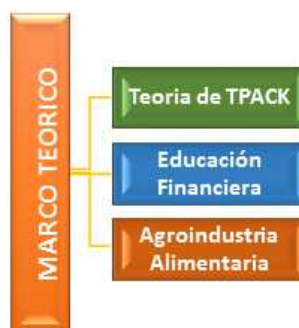 MARCO TEORICO
Teoria de TPACK
Educación
Financiera
Agroindustria
Alimentaria